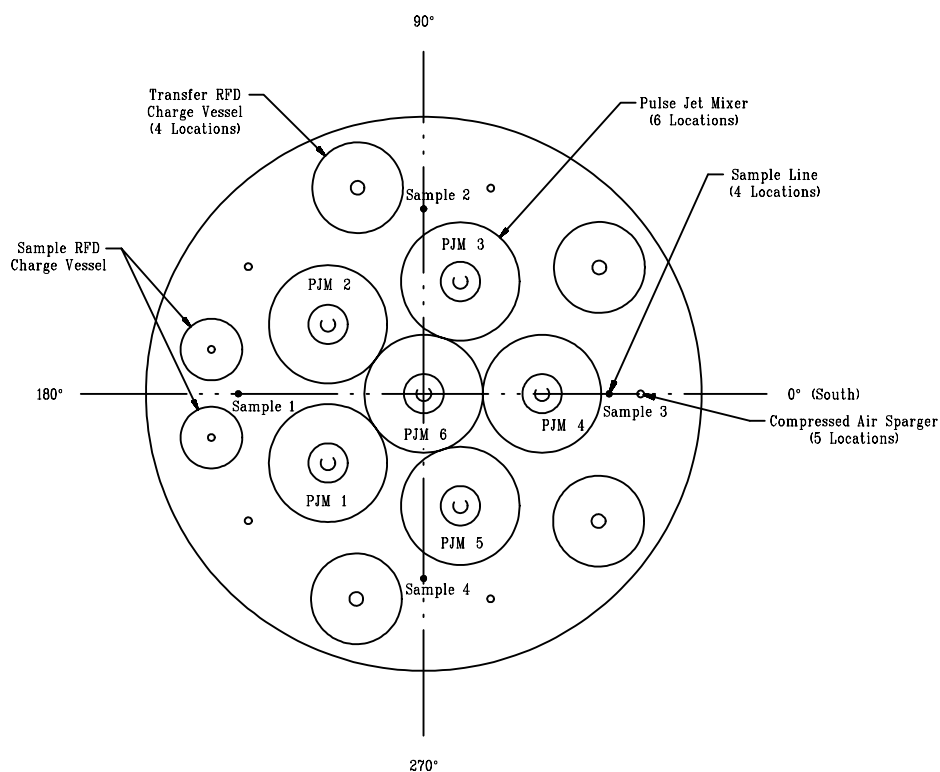 90°
Transfer RFD
Charge Vessel
(4 Locations)
Pulse Jet Mixer
(6 Locations)
Sample Line
(4 Locations)
Sample 2
Sample RFD
Charge Vessel
PJM 3
PJM 2
180°
0° (South)
Sample 1
Sample 3
PJM 4
PJM 6
Compressed Air Sparger
(5 Locations)
PJM 1
PJM 5
Sample 4
270°